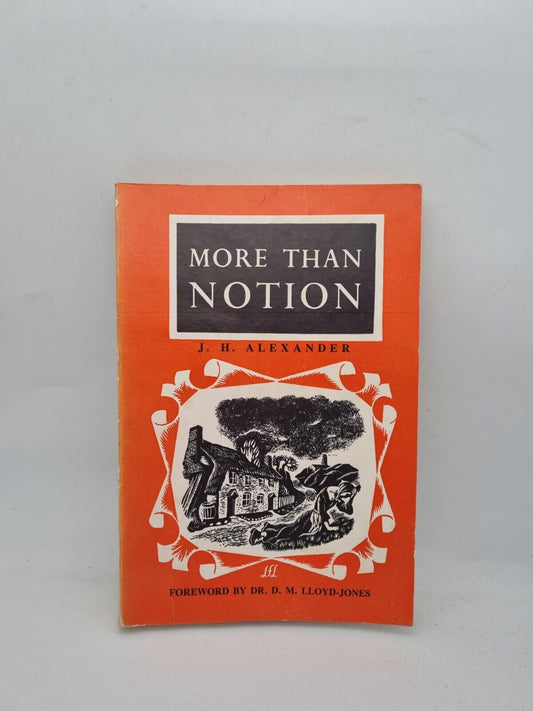 MORE THAN
NOTION
J. H. ALEXANDER
FOREWORD BY DR. D. M. LLOYD-JONES